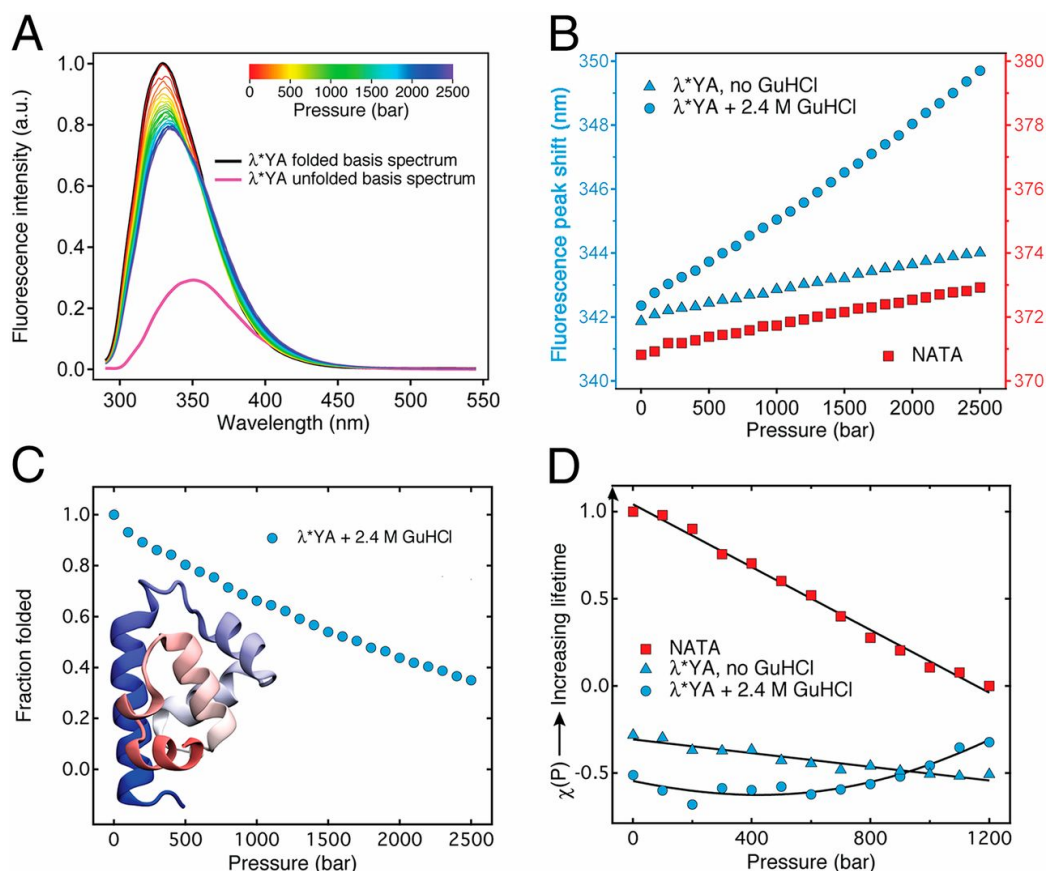 A
Fluorescence intensity (a.u.)
1.0
0.8
0.6
0.4
0.2
0.0
0 500 1000 1500 2000 2500
Pressure (bar)
λ*YA folded basis spectrum
λ*YA unfolded basis spectrum
300 350 400 450 500 550
Wavelength (nm)
B
Fluorescence peak shift (nm)
350
348
346
344
342
340
λ*YA, no GuHCl
λ*YA + 2.4 M GuHCl
NATA
380
378
376
374
372
370
0 500 1000 1500 2000 2500
Pressure (bar)
C
Fraction folded
1.0
0.8
0.6
0.4
0.2
0.0
λ*YA + 2.4 M GuHCl
0 500 1000 1500 2000 2500
Pressure (bar)
D
χ(P) → Increasing lifetime
1.0
0.5
0.0
-0.5
NATA
λ*YA, no GuHCl
λ*YA + 2.4 M GuHCl
0 400 800 1200
Pressure (bar)